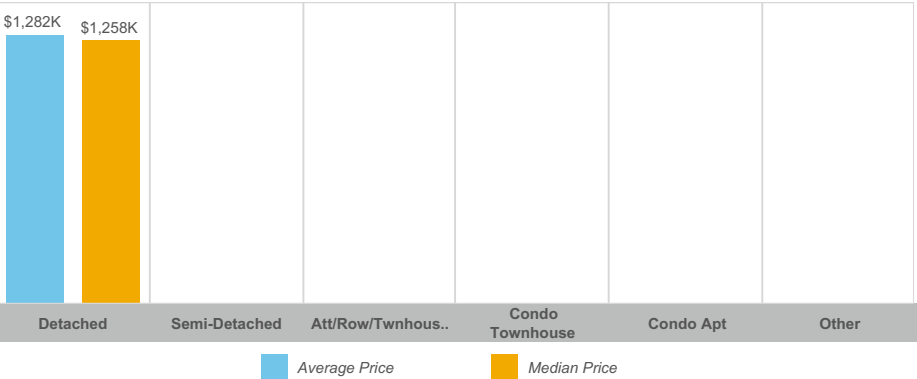 $1,282K
$1,258K
Detached
Semi-Detached
Att/Row/Twnhous..
Condo
Townhouse
Condo Apt
Other
Average Price
Median Price